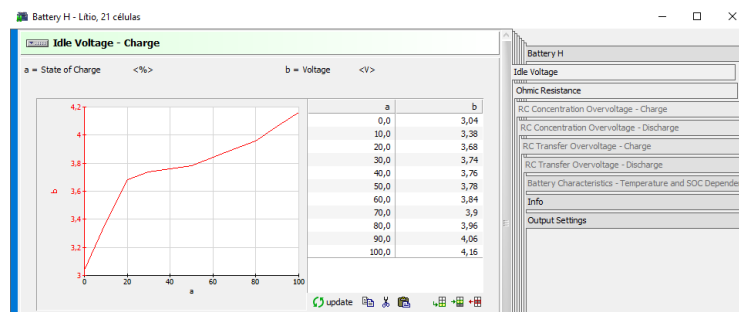 Battery H - Lítio, 21 células
Idle Voltage - Charge
a = State of Charge <%> b = Voltage <V>
4,2
4
3,8
3,6
3,4
3,2
3
b
0 20 40 60 80 100
a
a b
0,0 3,04
10,0 3,38
20,0 3,68
30,0 3,74
40,0 3,76
50,0 3,78
60,0 3,84
70,0 3,9
80,0 3,96
90,0 4,06
100,0 4,16
update
Battery H
Idle Voltage
Ohmic Resistance
RC Concentration Overvoltage - Charge
RC Concentration Overvoltage - Discharge
RC Transfer Overvoltage - Charge
RC Transfer Overvoltage - Discharge
Battery Characteristics - Temperature and SOC Depende
Info
Output Settings